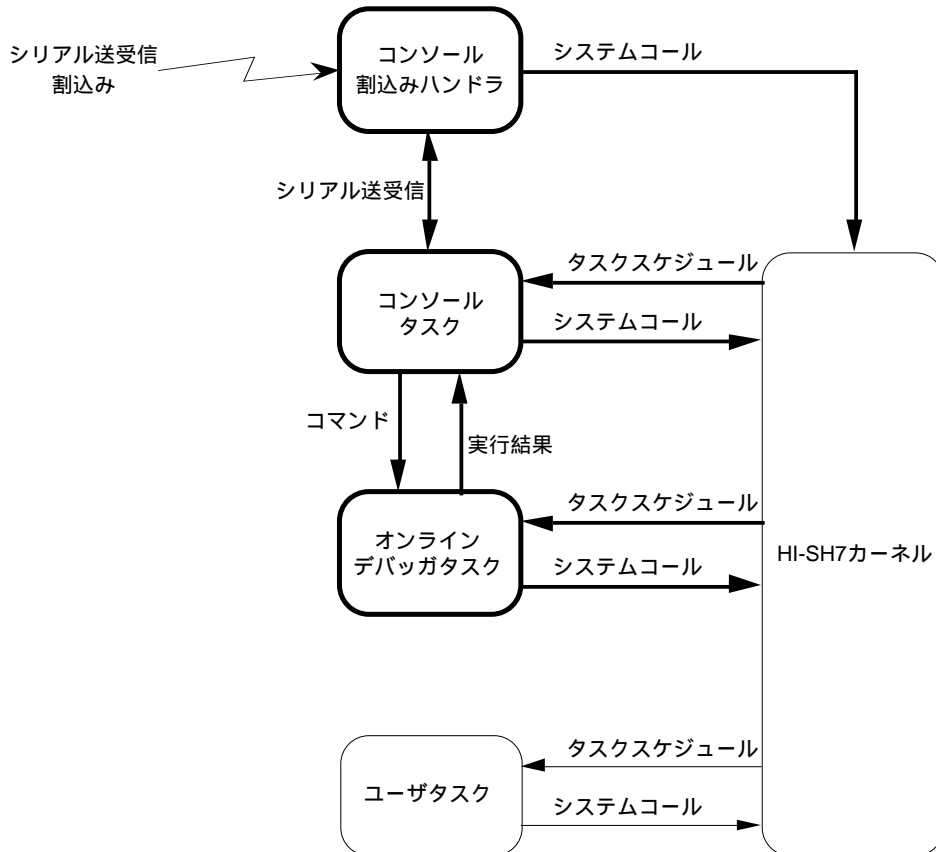 シリアル送受信
割込み
コンソール
割込みハンドラ
システムコール
シリアル送受信
コンソール
タスク
タスクスケジュール
システムコール
コマンド
実行結果
オンライン
デバッガタスク
タスクスケジュール
システムコール
HI-SH7カーネル
ユーザタスク
タスクスケジュール
システムコール